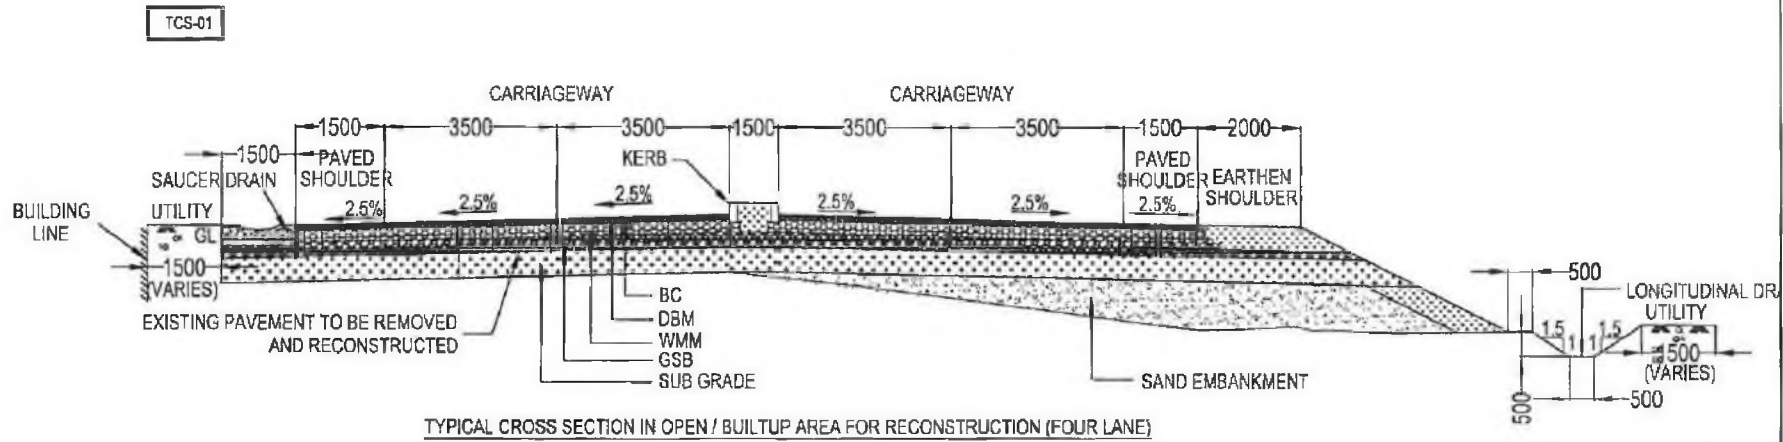 TCS-01
CARRIAGEWAY CARRIAGEWAY
1500 3500 3500 1500 3500 3500 1500 2000
1500 PAVED SHOULDER KERB PAVED SHOULDER EARTHEN SHOULDER
SAUCER DRAIN
2.5% 2.5% 2.5% 2.5% 2.5% 2.5%
BUILDING LINE
UTILITY
GL
1500
(VARIES)
500
LONGITUDINAL DR
UTILITY
1.5 1 1 1.5
500
(VARIES)
500
500
EXISTING PAVEMENT TO BE REMOVED
AND RECONSTRUCTED
BC
DBM
WMM
GSB
SUB GRADE
SAND EMBANKMENT
TYPICAL CROSS SECTION IN OPEN / BUILTUP AREA FOR RECONSTRUCTION (FOUR LANE)